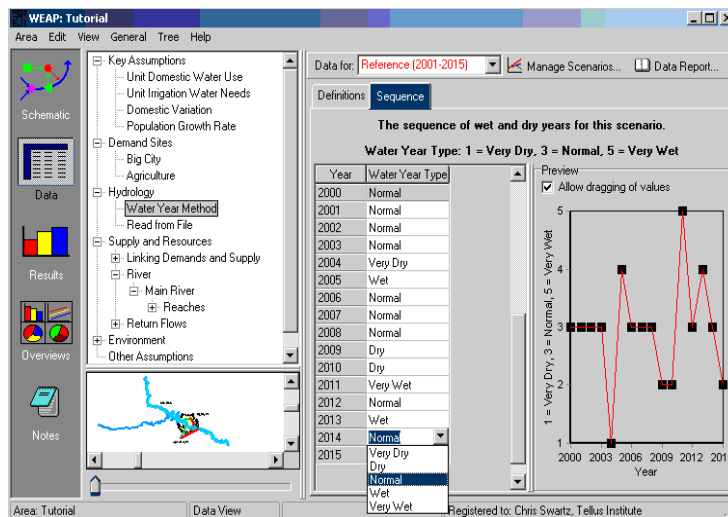 WEAP: Tutorial
Area Edit View General Tree Help
Schematic
Data
Results
Overviews
Notes
Key Assumptions
Unit Domestic Water Use
Unit Irrigation Water Needs
Domestic Variation
Population Growth Rate
Demand Sites
Big City
Agriculture
Hydrology
Water Year Method
Read from File
Supply and Resources
Linking Demands and Supply
River
Main River
Reaches
Return Flows
Environment
Other Assumptions
Data for: Reference (2001-2015) Manage Scenarios... Data Report...
Definitions Sequence
The sequence of wet and dry years for this scenario.
Water Year Type: 1 = Very Dry, 3 = Normal, 5 = Very Wet
Year Water Year Type
2000 Normal
2001 Normal
2002 Normal
2003 Normal
2004 Very Dry
2005 Wet
2006 Normal
2007 Normal
2008 Normal
2009 Dry
2010 Dry
2011 Very Wet
2012 Normal
2013 Wet
2014 Normal
2015
Very Dry
Dry
Normal
Wet
Very Wet
Preview
Allow dragging of values
1 = Very Dry, 3 = Normal, 5 = Very Wet
5
4
3
2
1
2000 2003 2006 2009 2012 201
Year
Area: Tutorial Data View Registered to: Chris Swartz, Tellus Institute